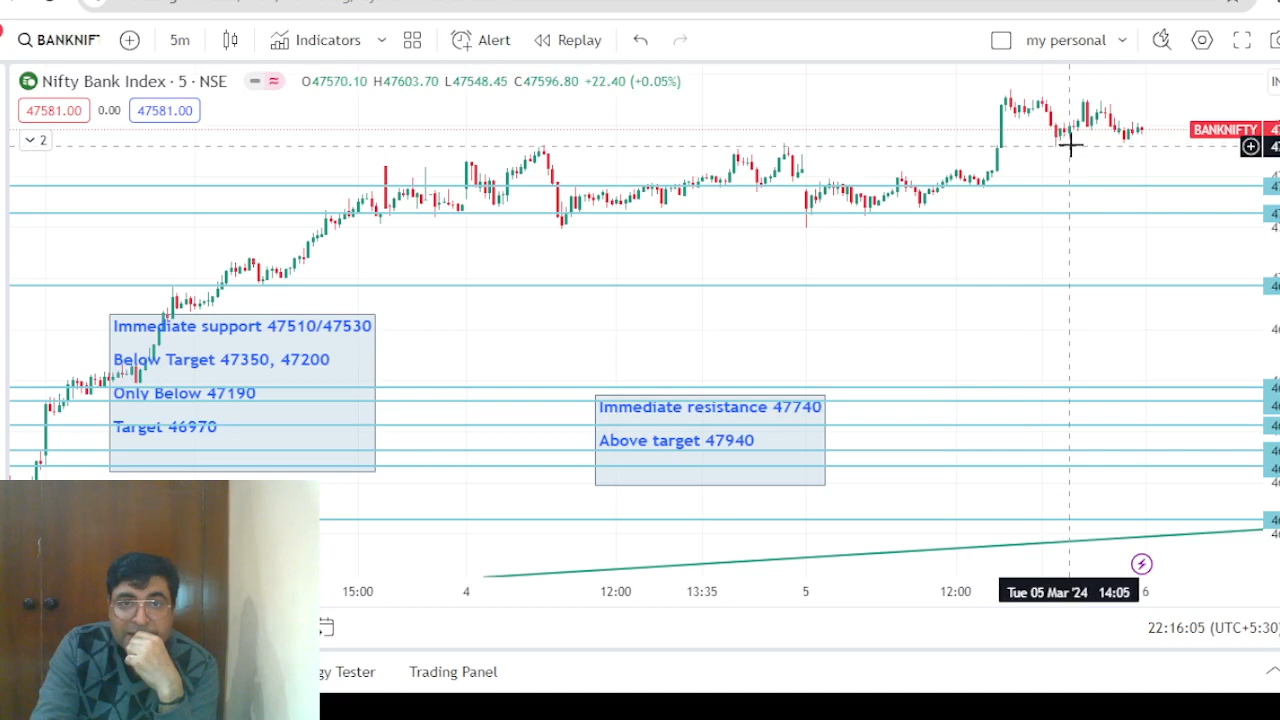 BANKNIFT
5m
Indicators
Alert
Replay
my personal
Nifty Bank Index · 5 · NSE
O47570.10 H47603.70 L47548.45 C47596.80 +22.40 (+0.05%)
47581.00 0.00 47581.00
2
BANKNIFTY
Immediate support 47510/47530
Below Target 47350, 47200
Only Below 47190
Target 46970
Immediate resistance 47740
Above target 47940
15:00 4 12:00 13:35 5 12:00 Tue 05 Mar '24 14:05 6
22:16:05 (UTC+5:30)
Tester Trading Panel